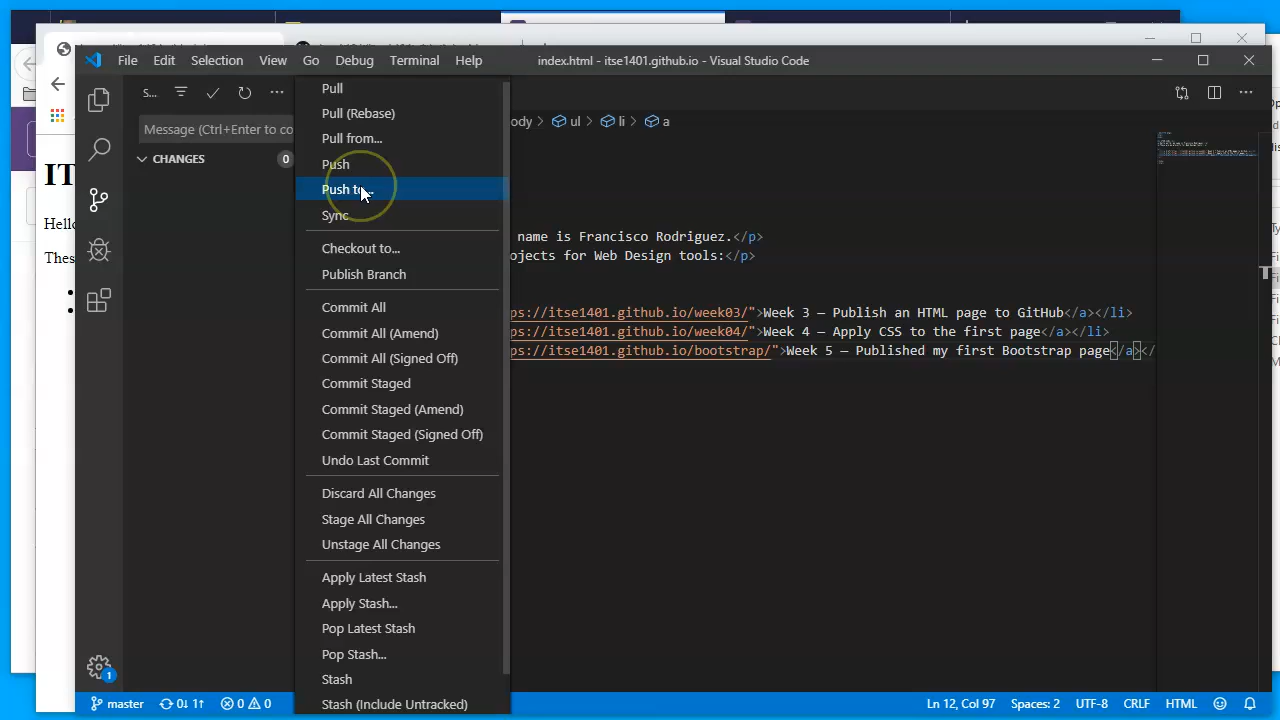 File Edit Selection View Go Debug Terminal Help
index.html - itse1401.github.io - Visual Studio Code
S...
Message (Ctrl+Enter to co
CHANGES 0
Pull
Pull (Rebase)
Pull from...
Push
Push to...
Sync
Checkout to...
Publish Branch
Commit All
Commit All (Amend)
Commit All (Signed Off)
Commit Staged
Commit Staged (Amend)
Commit Staged (Signed Off)
Undo Last Commit
Discard All Changes
Stage All Changes
Unstage All Changes
Apply Latest Stash
Apply Stash...
Pop Latest Stash
Pop Stash...
Stash
Stash (Include Untracked)
ody > ul > li > a
name is Francisco Rodriguez.</p>
ojects for Web Design tools:</p>
ps://itse1401.github.io/week03/">Week 3 – Publish an HTML page to GitHub</a></li>
ps://itse1401.github.io/week04/">Week 4 – Apply CSS to the first page</a></li>
ps://itse1401.github.io/bootstrap/">Week 5 – Published my first Bootstrap page</a></
IT
Hello
Thes
1
master 0↓ 1↑ 0 0
Ln 12, Col 97 Spaces: 2 UTF-8 CRLF HTML